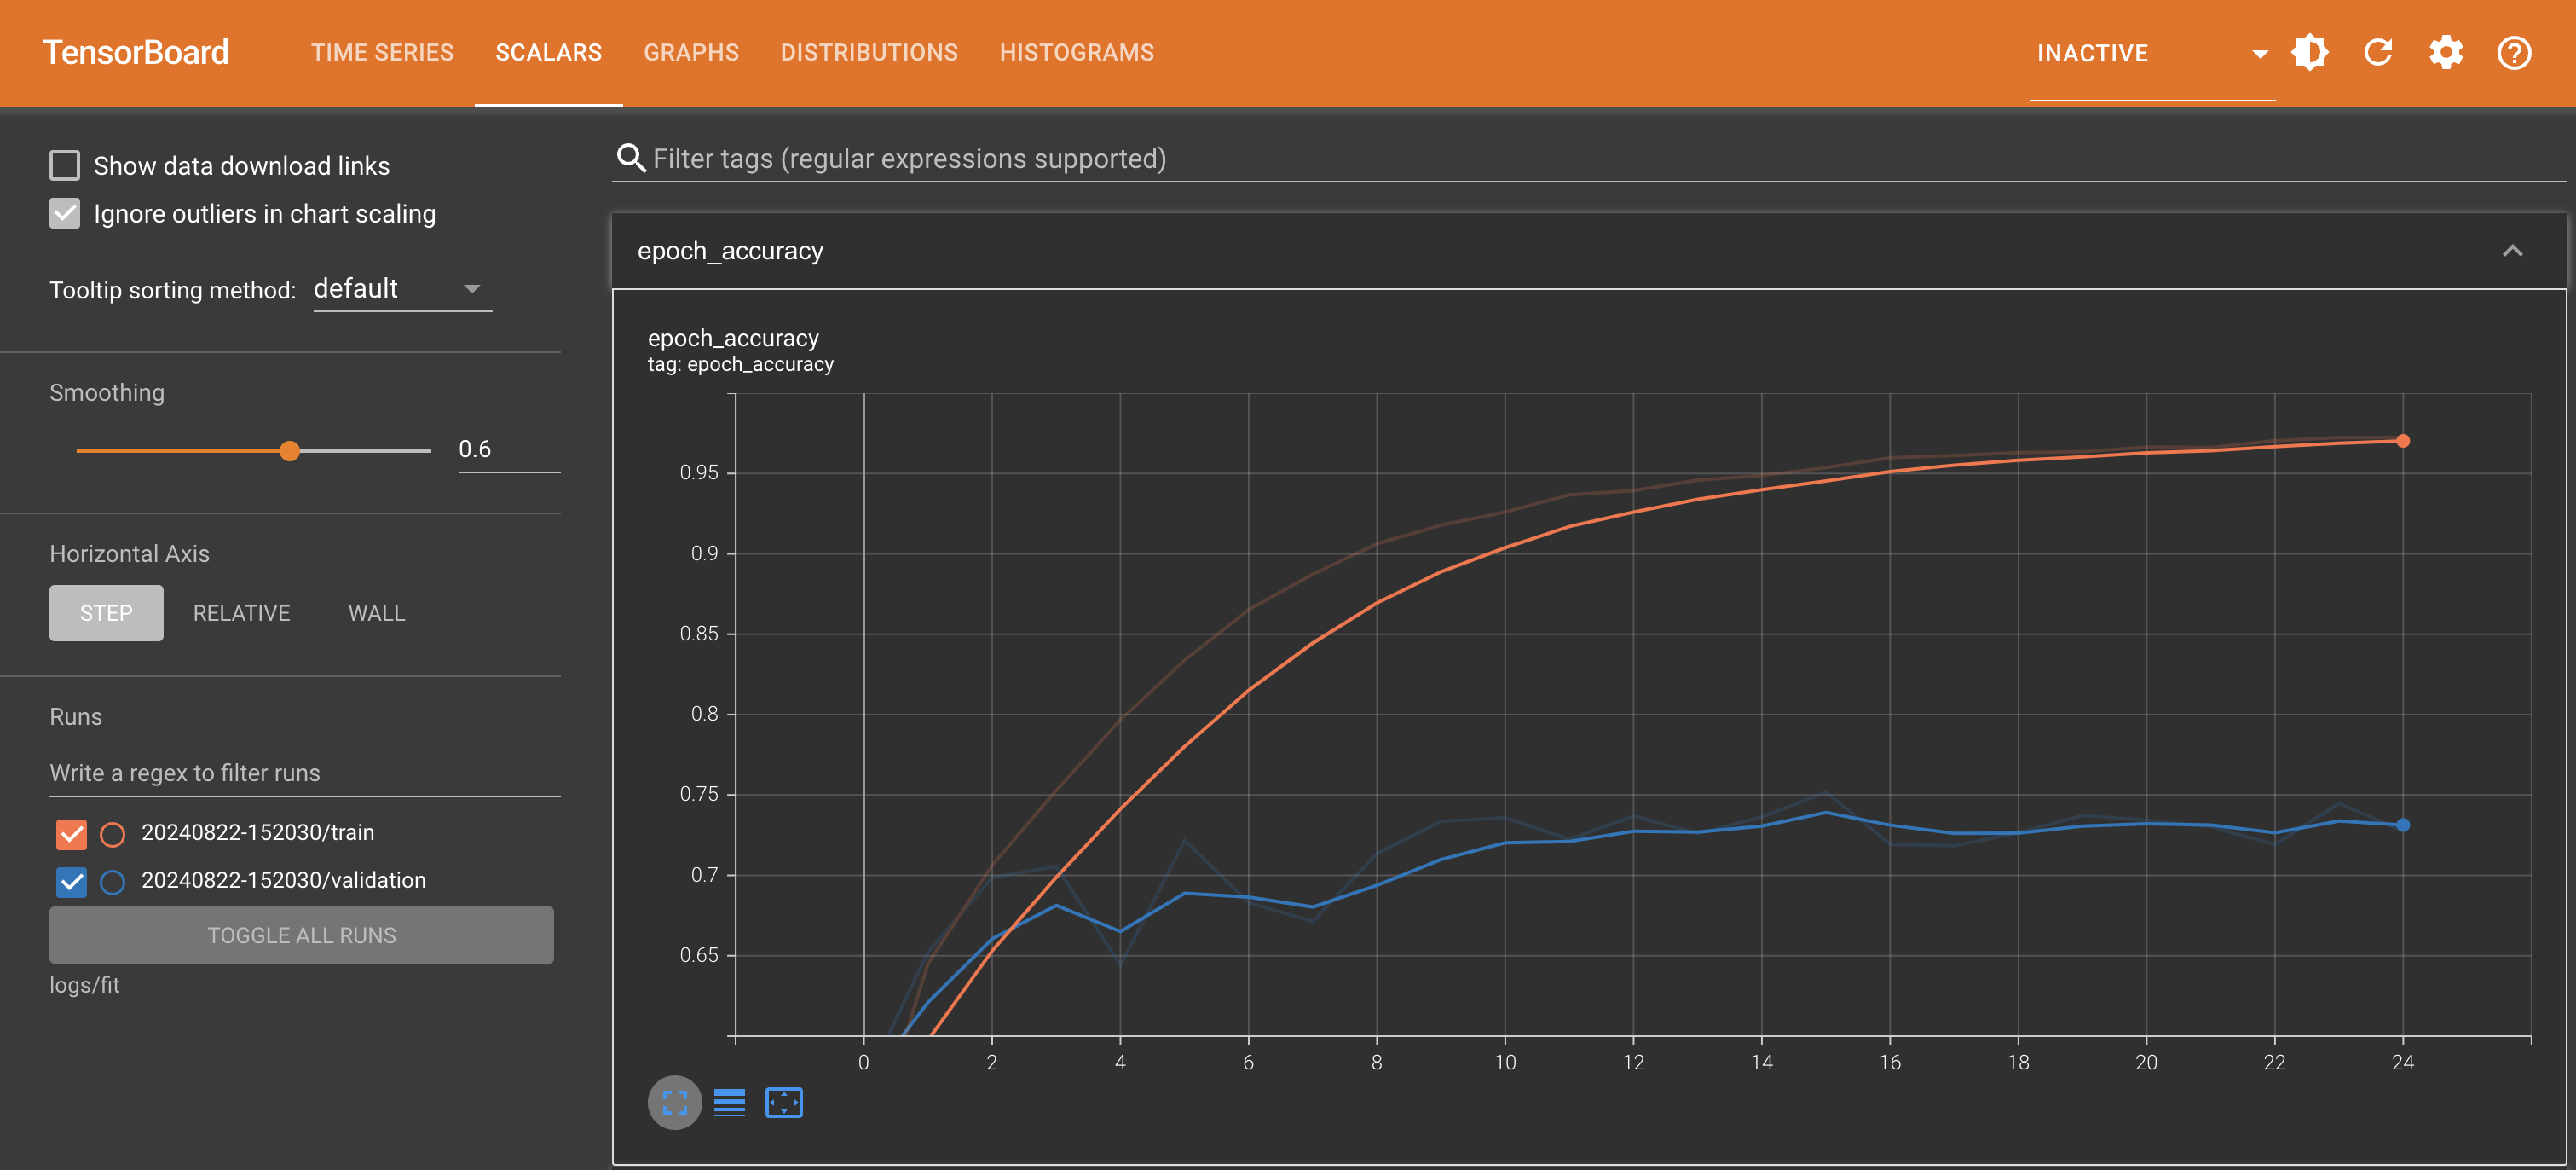 TensorBoard
TIME SERIES
SCALARS
GRAPHS
DISTRIBUTIONS
HISTOGRAMS
INACTIVE
Show data download links
Ignore outliers in chart scaling
Tooltip sorting method: default
Smoothing
0.6
Horizontal Axis
STEP
RELATIVE
WALL
Runs
Write a regex to filter runs
20240822-152030/train
20240822-152030/validation
TOGGLE ALL RUNS
logs/fit
Filter tags (regular expressions supported)
epoch_accuracy
epoch_accuracy
tag: epoch_accuracy
0.95
0.9
0.85
0.8
0.75
0.7
0.65
0 2 4 6 8 10 12 14 16 18 20 22 24